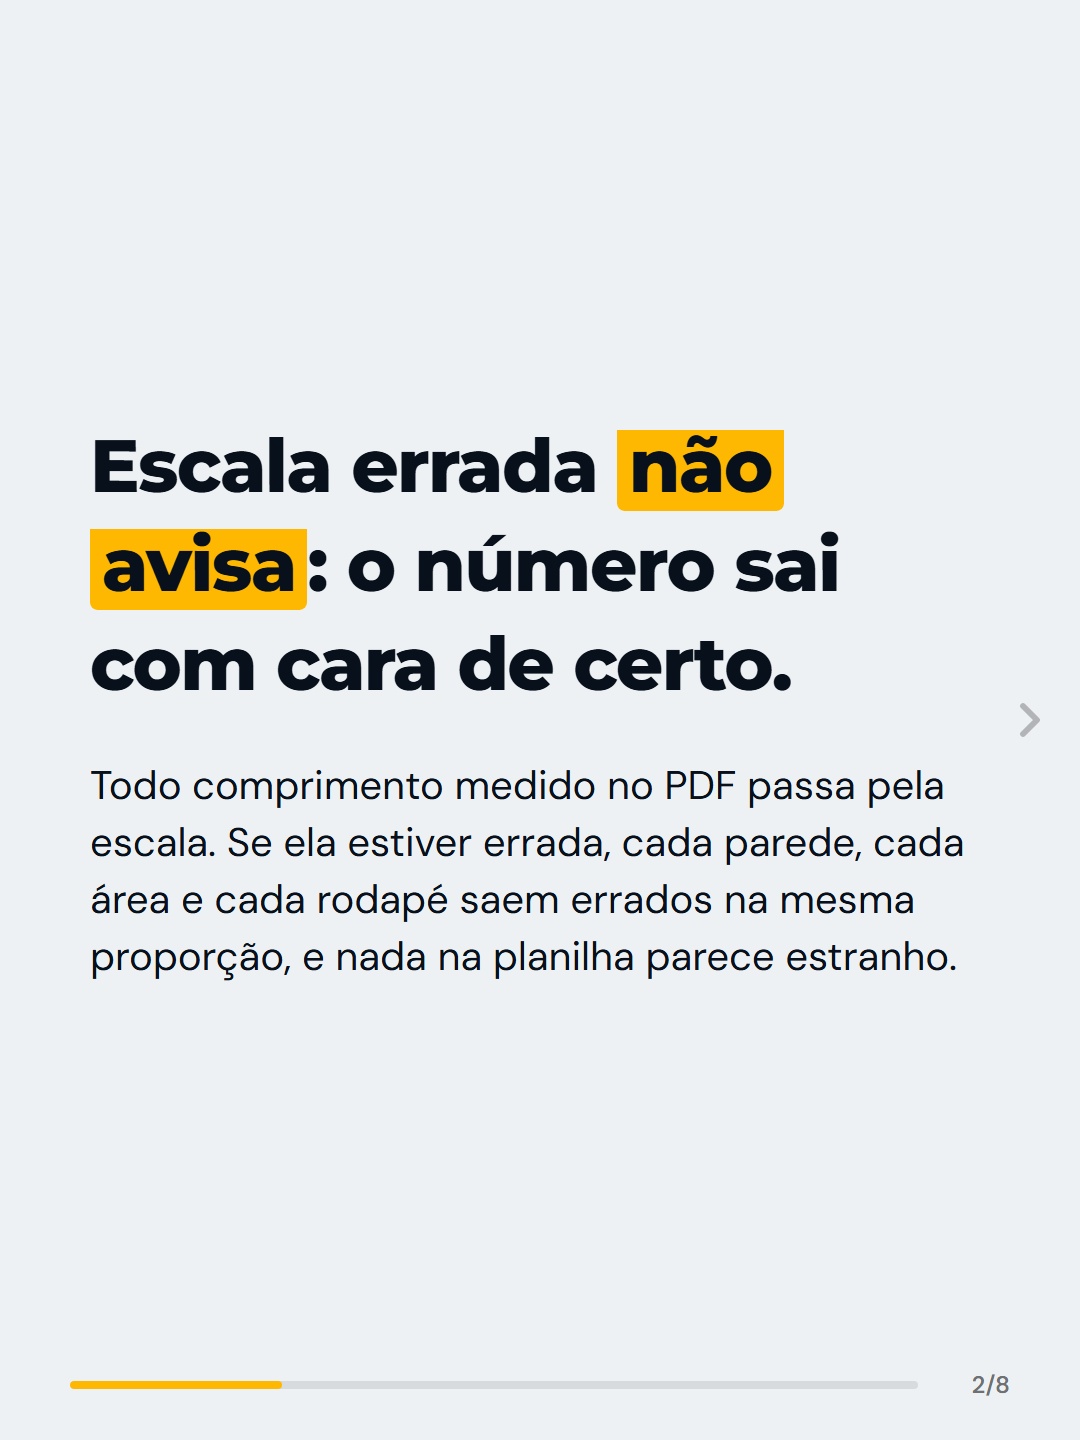 Escala errada não
avisa: o número sai
com cara de certo.
Todo comprimento medido no PDF passa pela
escala. Se ela estiver errada, cada parede, cada
área e cada rodapé saem errados na mesma
proporção, e nada na planilha parece estranho.
2/8